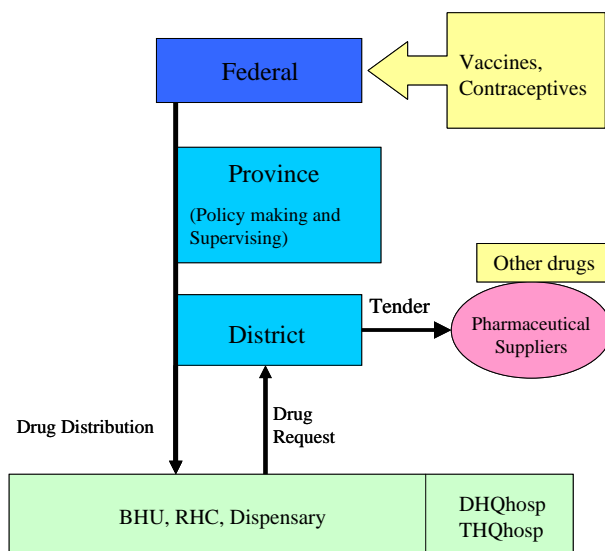 Federal
Vaccines,
Contraceptives
Province
(Policy making and
Supervising)
Other drugs
Tender
Pharmaceutical
Suppliers
District
Drug Distribution
Drug
Request
BHU, RHC, Dispensary
DHQhosp
THQhosp